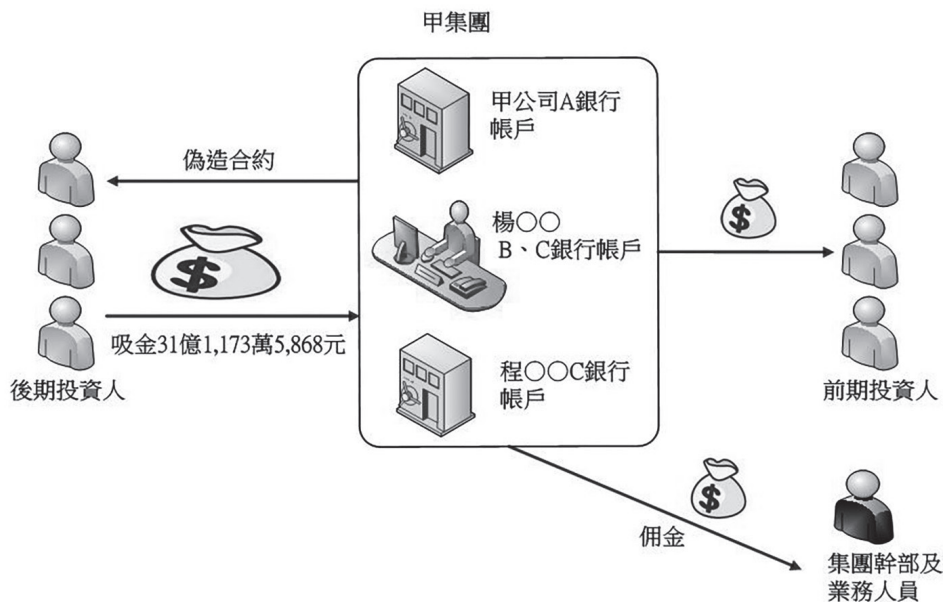 甲集團
甲公司A銀行
帳戶
偽造合約
$
楊○○
B、C銀行帳戶
$
吸金31億1,173萬5,868元
後期投資人
程○○C銀行
帳戶
前期投資人
$
佣金
集團幹部及
業務人員